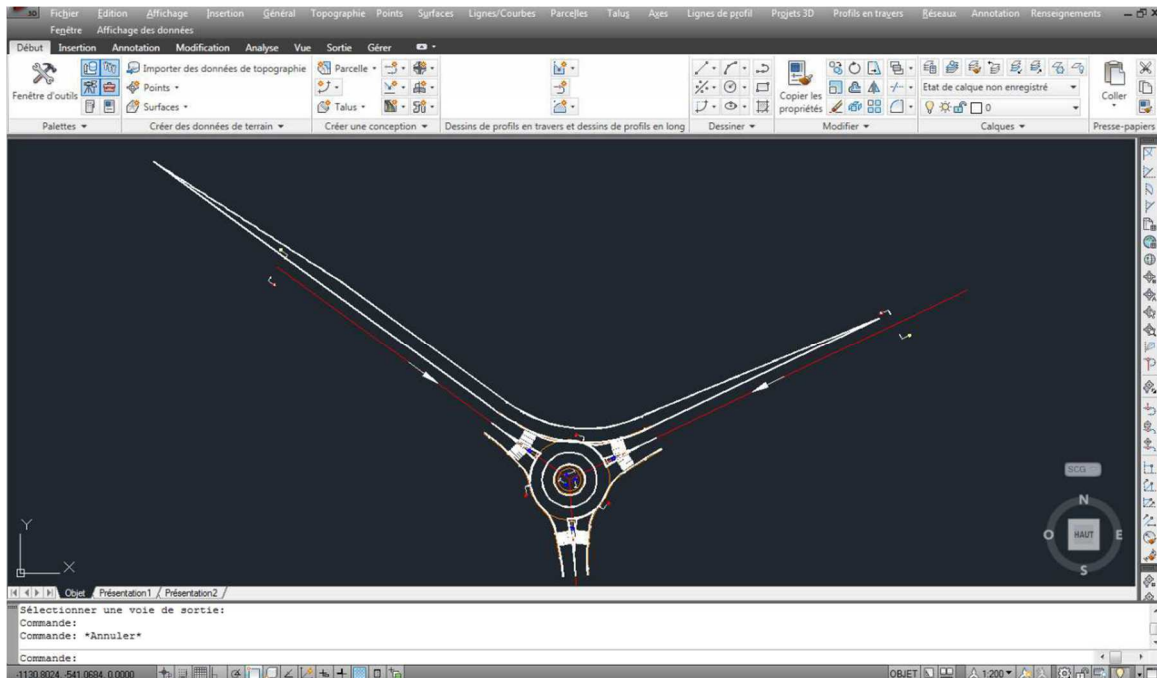 3D Fichier Edition Affichage Insertion Général Topographie Points Surfaces Lignes/Courbes Parcelles Talus Axes Lignes de profil Projets 3D Profils en travers Réseaux Annotation Renseignements
Fenêtre Affichage des données
Début Insertion Annotation Modification Analyse Vue Sortie Gérer
Importer des données de topographie Parcelle
Fenêtre d'outils Points Copier les propriétés Etat de calque non enregistré Coller
Surfaces Talus 0
Palettes Créer des données de terrain Créer une conception Dessins de profils en travers et dessins de profils en long Dessiner Modifier Calques Presse-papiers
SCG
N
O HAUT E
S
Y
X
Objet Présentation1 Présentation2
Sélectionner une voie de sortie:
Commande:
Commande: *Annuler*
Commande:
-1130.8024, -541.0684, 0.0000 OBJET 1:200